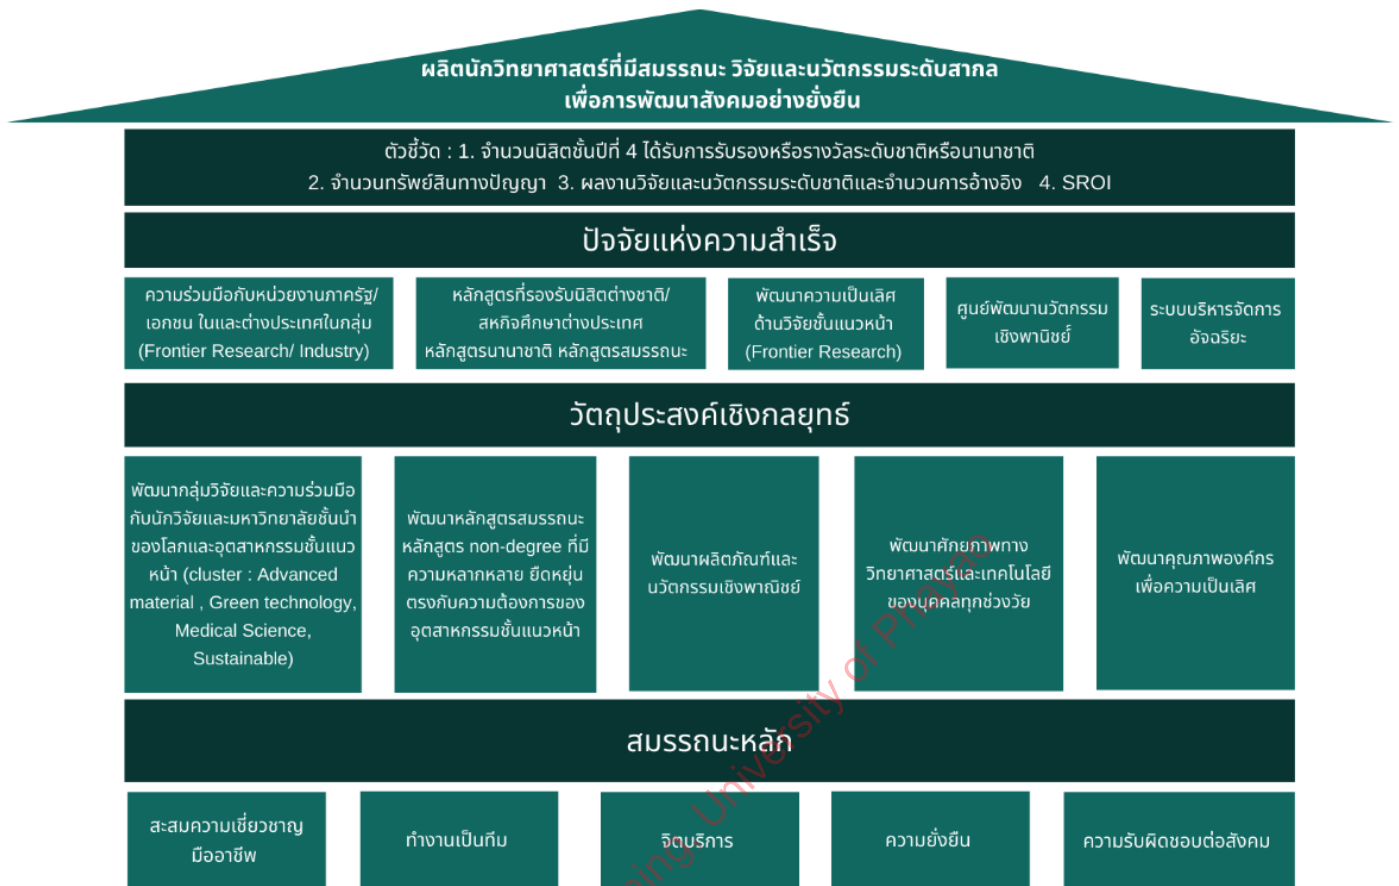 ผลิตนักวิทยาศาสตร์ที่มีสมรรถนะ วิจัยและนวัตกรรมระดับสากล
เพื่อการพัฒนาสังคมอย่างยั่งยืน
ตัวชี้วัด : 1. จำนวนนิสิตชั้นปีที่ 4 ได้รับการรับรองหรือรางวัลระดับชาติหรือนานาชาติ
2. จำนวนทรัพย์สินทางปัญญา 3. ผลงานวิจัยและนวัตกรรมระดับชาติและจำนวนการอ้างอิง 4. SROI
ปัจจัยแห่งความสำเร็จ
ความร่วมมือกับหน่วยงานภาครัฐ/
เอกชน ในและต่างประเทศในกลุ่ม
(Frontier Research/ Industry)
หลักสูตรที่รองรับนิสิตต่างชาติ/
สหกิจศึกษาต่างประเทศ
หลักสูตรนานาชาติ หลักสูตรสมรรถนะ
พัฒนาความเป็นเลิศ
ด้านวิจัยชั้นแนวหน้า
(Frontier Research)
ศูนย์พัฒนานวัตกรรม
เชิงพานิชย์
ระบบบริหารจัดการ
อัจฉริยะ
วัตถุประสงค์เชิงกลยุทธ์
พัฒนากลุ่มวิจัยและความร่วมมือ
กับนักวิจัยและมหาวิทยาลัยชั้นนำ
ของโลกและอุตสาหกรรมชั้นแนว
หน้า (cluster : Advanced
material , Green technology,
Medical Science,
Sustainable)
พัฒนาหลักสูตรสมรรถนะ
หลักสูตร non-degree ที่มี
ความหลากหลาย ยืดหยุ่น
ตรงกับความต้องการของ
อุตสาหกรรมชั้นแนวหน้า
พัฒนาผลิตภัณฑ์และ
นวัตกรรมเชิงพาณิชย์
พัฒนาศักยภาพทาง
วิทยาศาสตร์และเทคโนโลยี
ของบุคคลทุกช่วงวัย
พัฒนาคุณภาพองค์กร
เพื่อความเป็นเลิศ
สมรรถนะหลัก
สะสมความเชี่ยวชาญ
มืออาชีพ
ทำงานเป็นทีม
จิตบริการ
ความยั่งยืน
ความรับผิดชอบต่อสังคม
University of Phayao